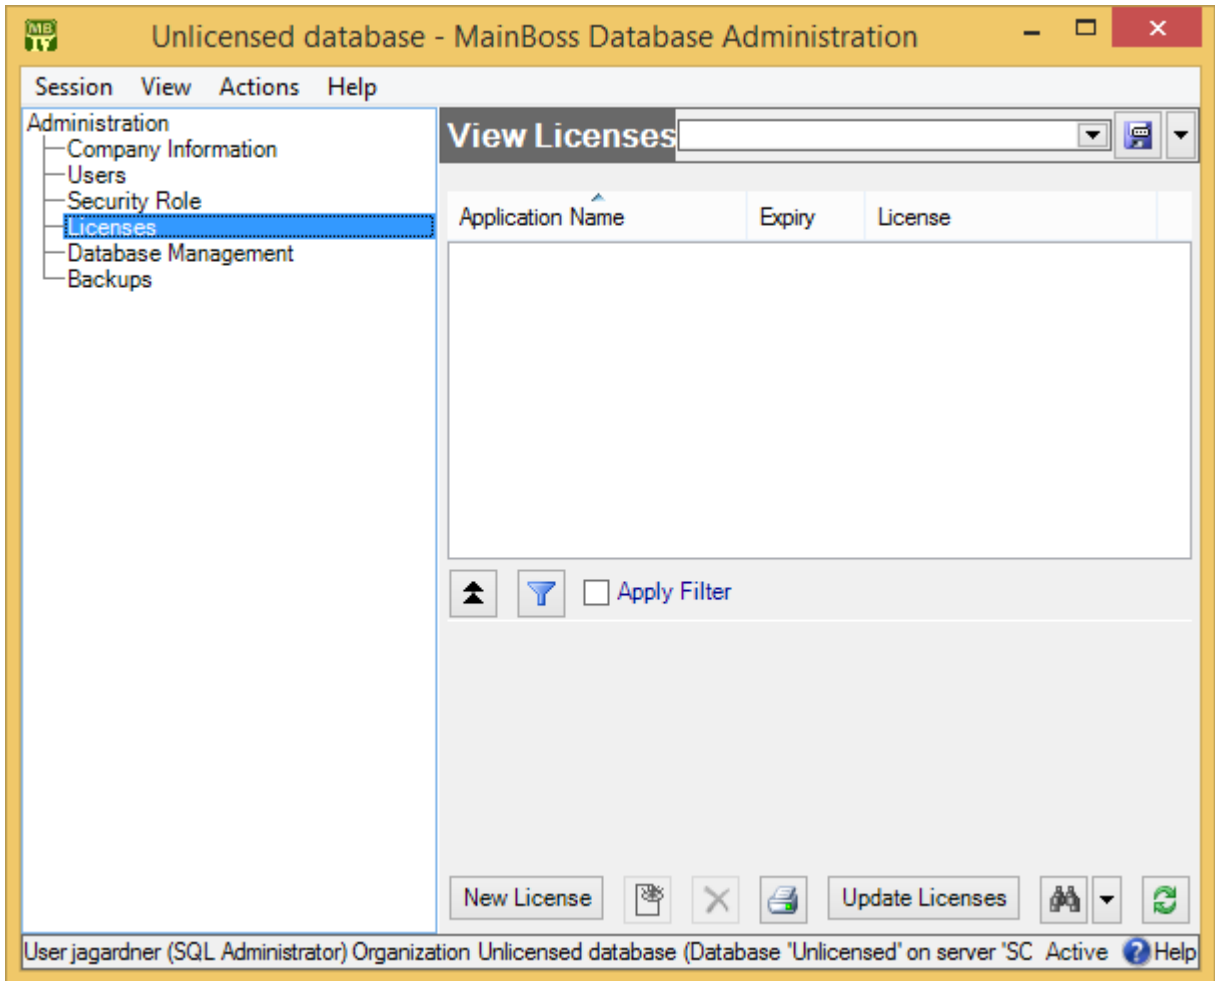 MB
Unlicensed database - MainBoss Database Administration
Session View Actions Help
Administration
Company Information
Users
Security Role
Licenses
Database Management
Backups
View Licenses
Application Name Expiry License
Apply Filter
New License Update Licenses
User jagardner (SQL Administrator) Organization Unlicensed database (Database 'Unlicensed' on server 'SC Active Help